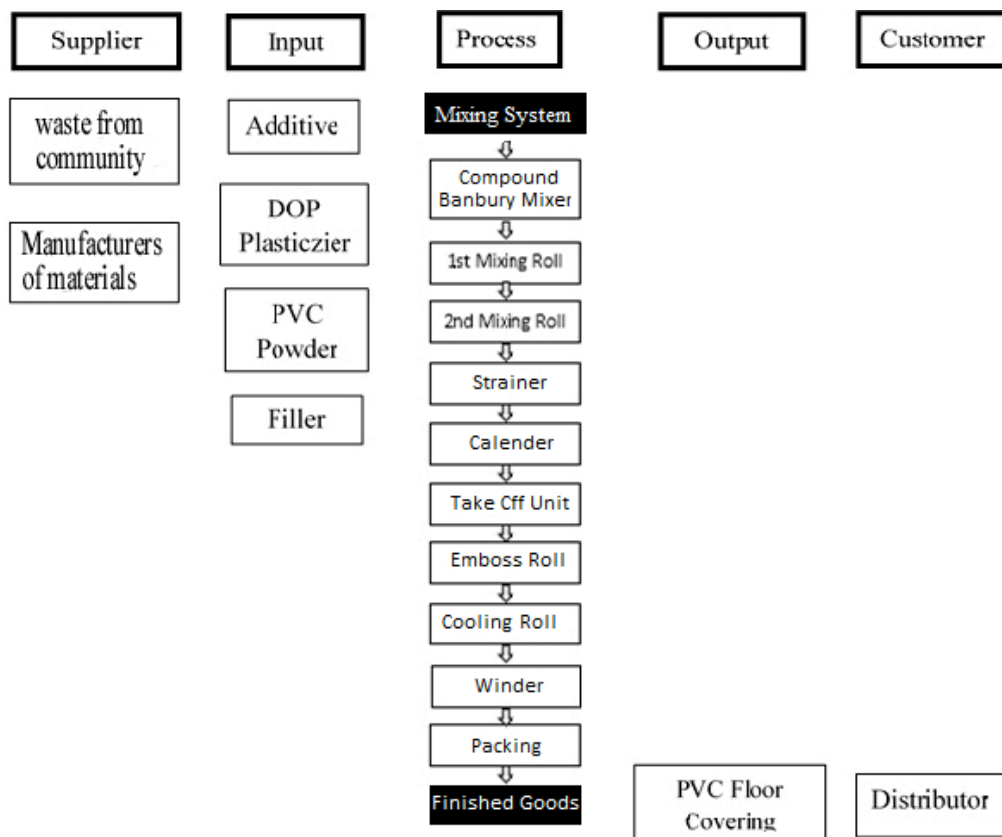 Supplier
Input
Process
Output
Customer
waste from
community
Manufacturers
of materials
Additive
DOP
Plasticzier
PVC
Powder
Filler
Mixing System
Compound
Banbury Mixer
1st Mixing Roll
2nd Mixing Roll
Strainer
Calender
Take Cff Unit
Emboss Roll
Cooling Roll
Winder
Packing
Finished Goods
PVC Floor
Covering
Distributor